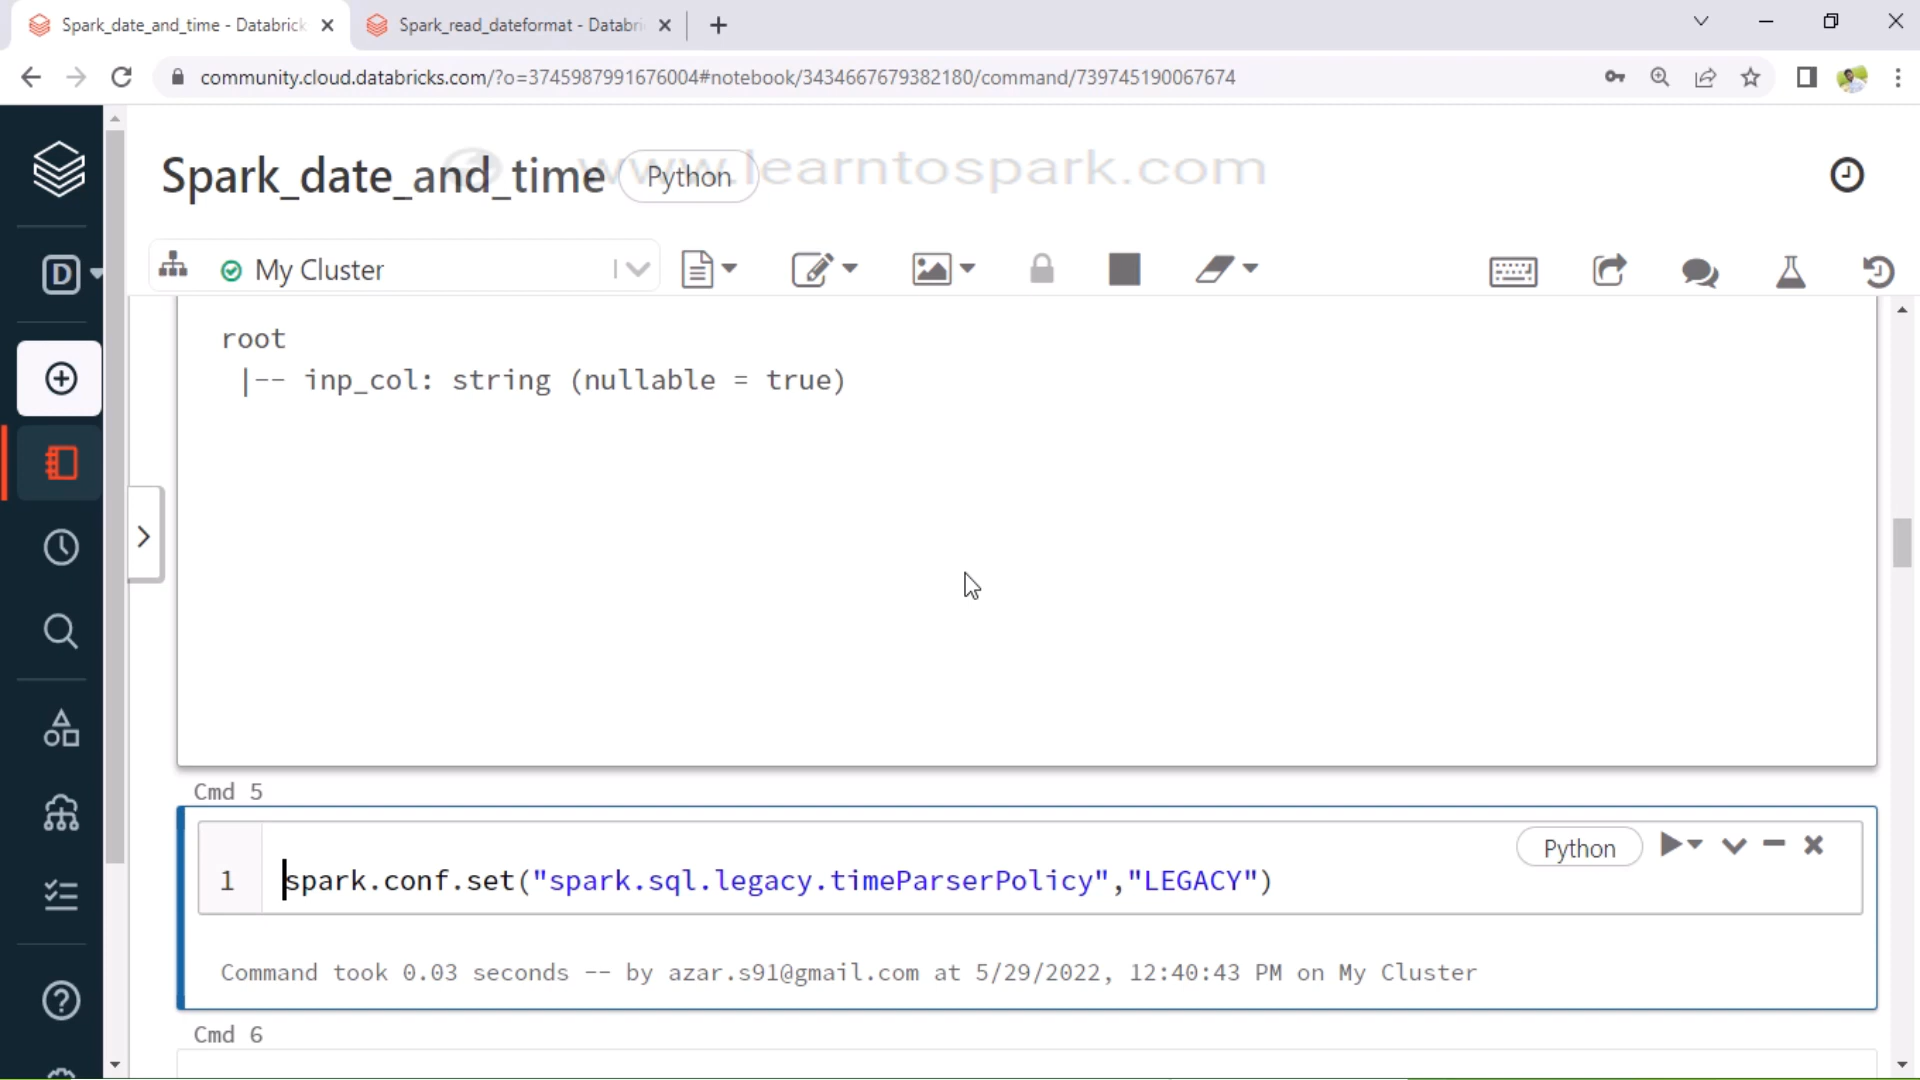 Spark_date_and_time - Databrick
Spark_read_dateformat - Databri
community.cloud.databricks.com/?o=3745987991676004#notebook/3434667679382180/command/739745190067674
Spark_date_and_time
Python
www.learntospark.com
D
My Cluster
root
|-- inp_col: string (nullable = true)
Cmd 5
Python
1
spark.conf.set("spark.sql.legacy.timeParserPolicy","LEGACY")
Command took 0.03 seconds -- by azar.s91@gmail.com at 5/29/2022, 12:40:43 PM on My Cluster
Cmd 6